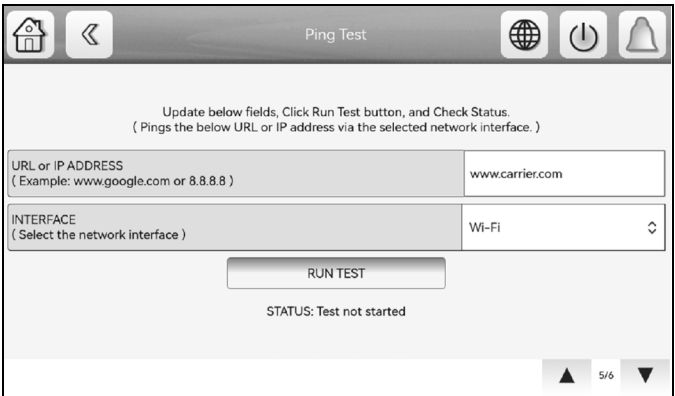 Ping Test
Update below fields, Click Run Test button, and Check Status.
( Pings the below URL or IP address via the selected network interface. )
URL or IP ADDRESS
( Example: www.google.com or 8.8.8.8 )
www.carrier.com
INTERFACE
( Select the network interface )
Wi-Fi
RUN TEST
STATUS: Test not started
5/6